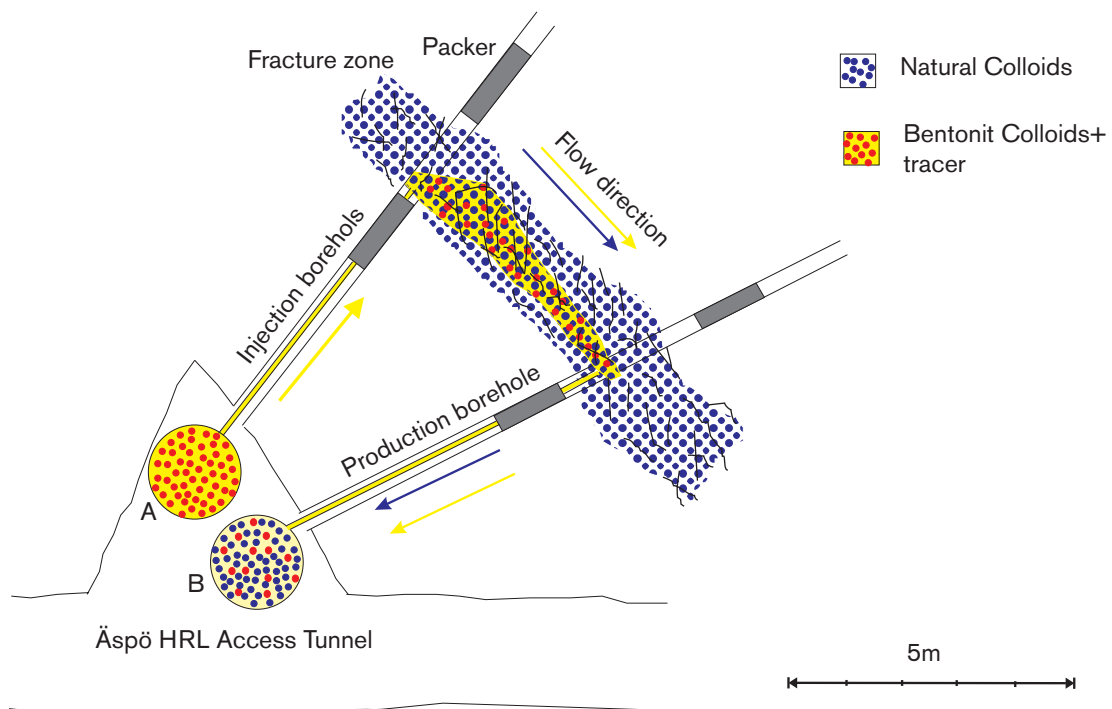 Packer
Fracture zone
Natural Colloids
Bentonit Colloids+
tracer
Flow direction
Injection borehols
Production borehole
A
B
Äspö HRL Access Tunnel
5m